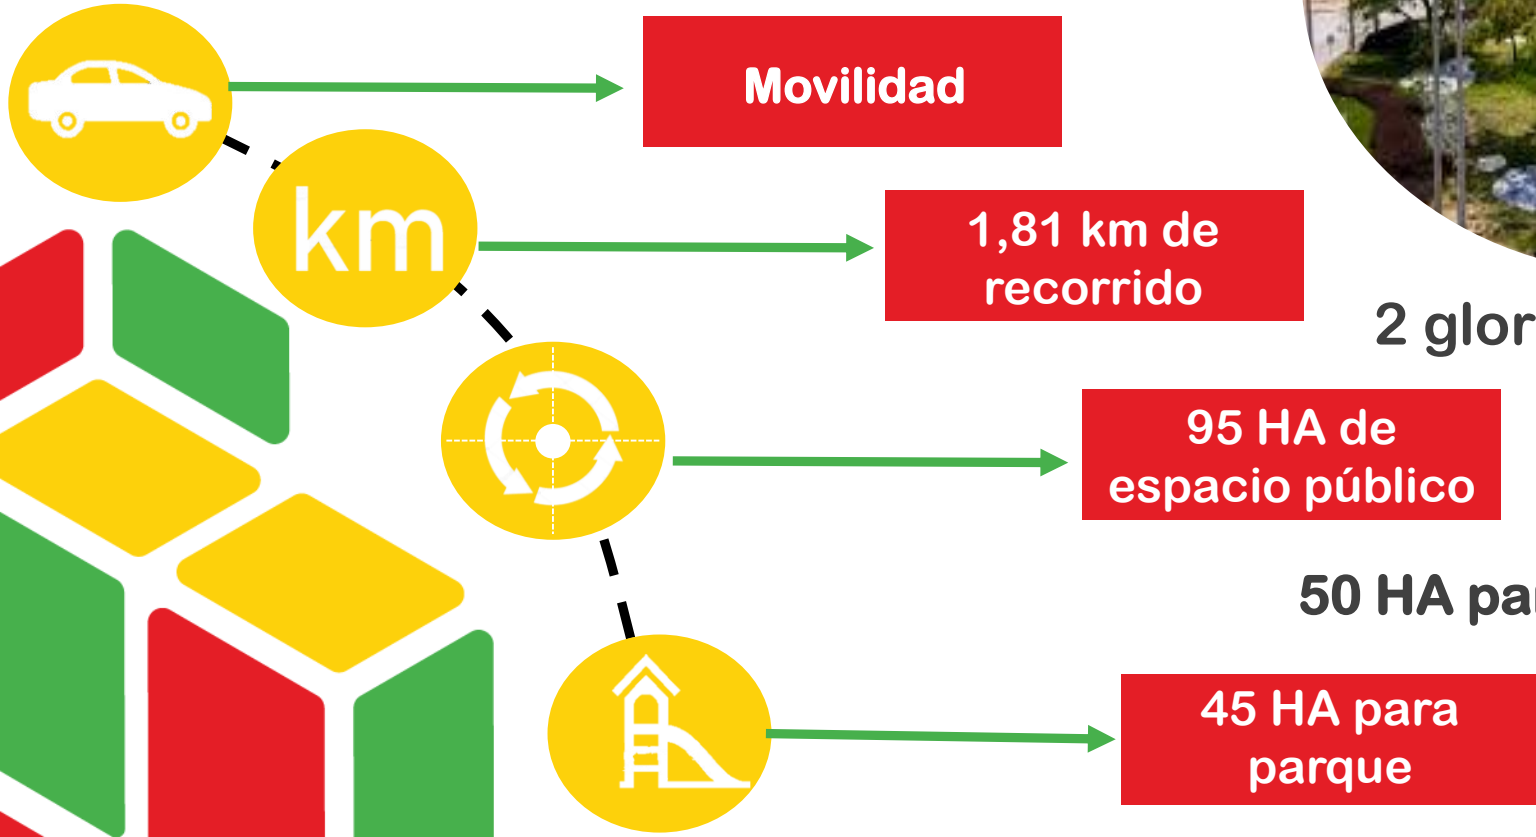 Movilidad
km
1,81 km de
recorrido
2 glor
95 HA de
espacio público
50 HA par
45 HA para
parque